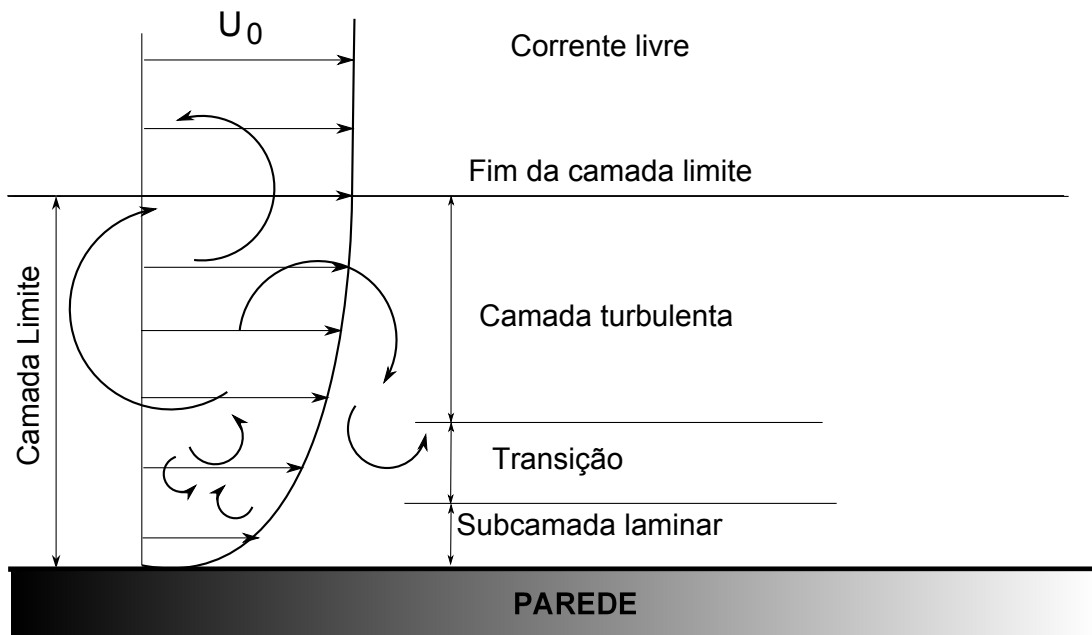 U0
Corrente livre
Fim da camada limite
Camada Limite
Camada turbulenta
Transição
Subcamada laminar
PAREDE